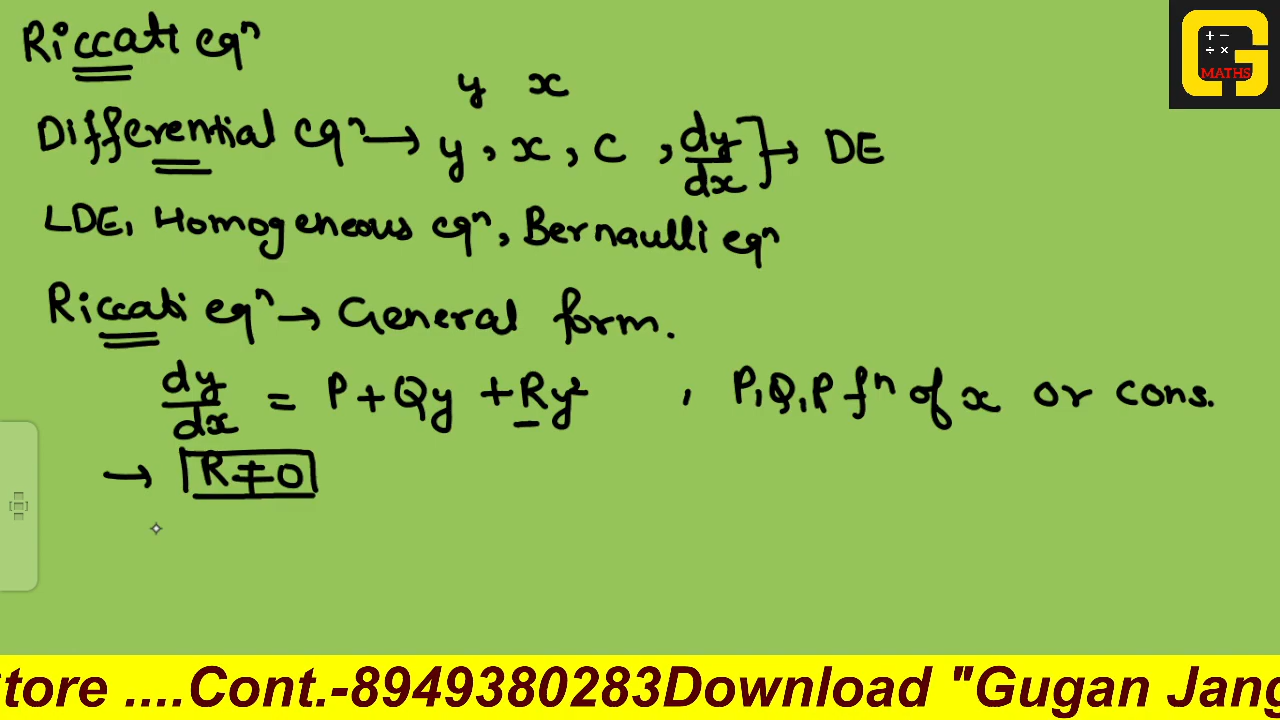 Riccati eqⁿ
+ −
÷ ×
MATHS
y x
Differential eqⁿ → y, x, C, dy/dx] → DE
LDE, Homogeneous eqⁿ, Bernaulli eqⁿ
Riccati eqⁿ → General form.
dy/dx = P + Qy + Ry² , P, Q, P fⁿ of x or cons.
→ R≠0
tore ....Cont.-8949380283Download "Gugan Jang